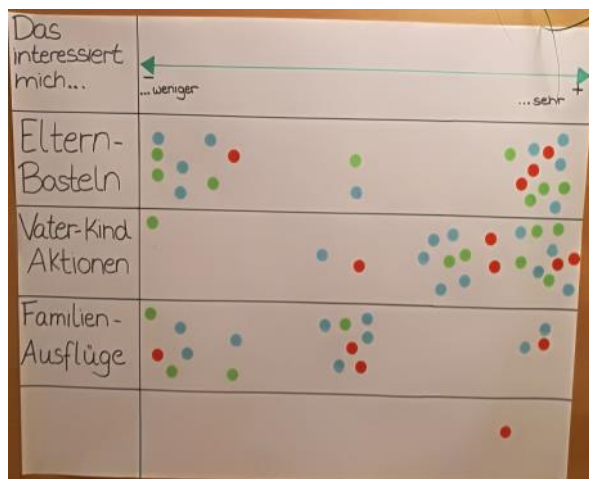 Das
interessiert
mich...
-
+
...weniger
...sehr
Eltern-
Basteln
Vater-Kind
Aktionen
Familien-
Ausflüge